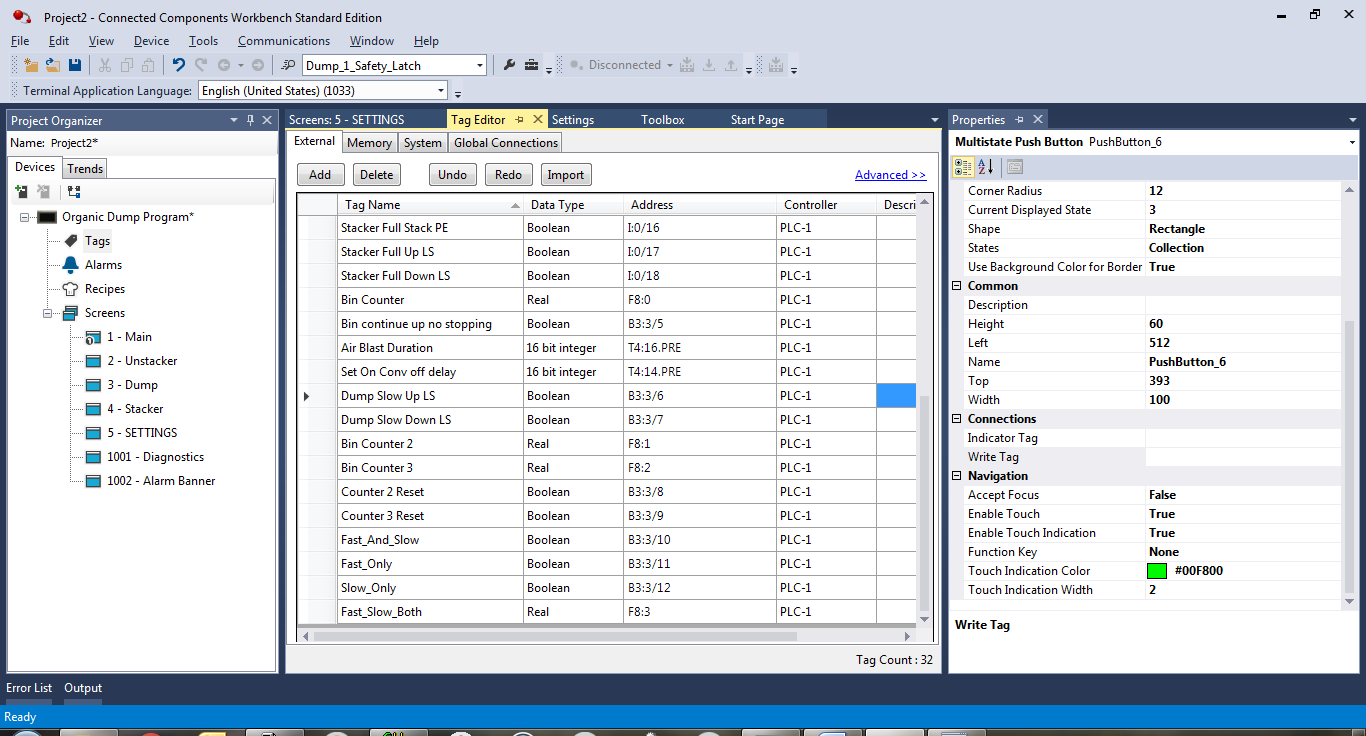 Project2 - Connected Components Workbench Standard Edition
File Edit View Device Tools Communications Window Help
Dump_1_Safety_Latch Disconnected
Terminal Application Language: English (United States) (1033)
Project Organizer
Name: Project2*
Devices Trends
Organic Dump Program*
Tags
Alarms
Recipes
Screens
1 - Main
2 - Unstacker
3 - Dump
4 - Stacker
5 - SETTINGS
1001 - Diagnostics
1002 - Alarm Banner
Screens: 5 - SETTINGS Tag Editor Settings Toolbox Start Page
External Memory System Global Connections
Add Delete Undo Redo Import Advanced >>
Tag Name Data Type Address Controller Descri
Stacker Full Stack PE Boolean I:0/16 PLC-1
Stacker Full Up LS Boolean I:0/17 PLC-1
Stacker Full Down LS Boolean I:0/18 PLC-1
Bin Counter Real F8:0 PLC-1
Bin continue up no stopping Boolean B3:3/5 PLC-1
Air Blast Duration 16 bit integer T4:16.PRE PLC-1
Set On Conv off delay 16 bit integer T4:14.PRE PLC-1
Dump Slow Up LS Boolean B3:3/6 PLC-1
Dump Slow Down LS Boolean B3:3/7 PLC-1
Bin Counter 2 Real F8:1 PLC-1
Bin Counter 3 Real F8:2 PLC-1
Counter 2 Reset Boolean B3:3/8 PLC-1
Counter 3 Reset Boolean B3:3/9 PLC-1
Fast_And_Slow Boolean B3:3/10 PLC-1
Fast_Only Boolean B3:3/11 PLC-1
Slow_Only Boolean B3:3/12 PLC-1
Fast_Slow_Both Real F8:3 PLC-1
Tag Count : 32
Properties
Multistate Push Button PushButton_6
Corner Radius 12
Current Displayed State 3
Shape Rectangle
States Collection
Use Background Color for Border True
Common
Description
Height 60
Left 512
Name PushButton_6
Top 393
Width 100
Connections
Indicator Tag
Write Tag
Navigation
Accept Focus False
Enable Touch True
Enable Touch Indication True
Function Key None
Touch Indication Color #00F800
Touch Indication Width 2
Write Tag
Error List Output
Ready